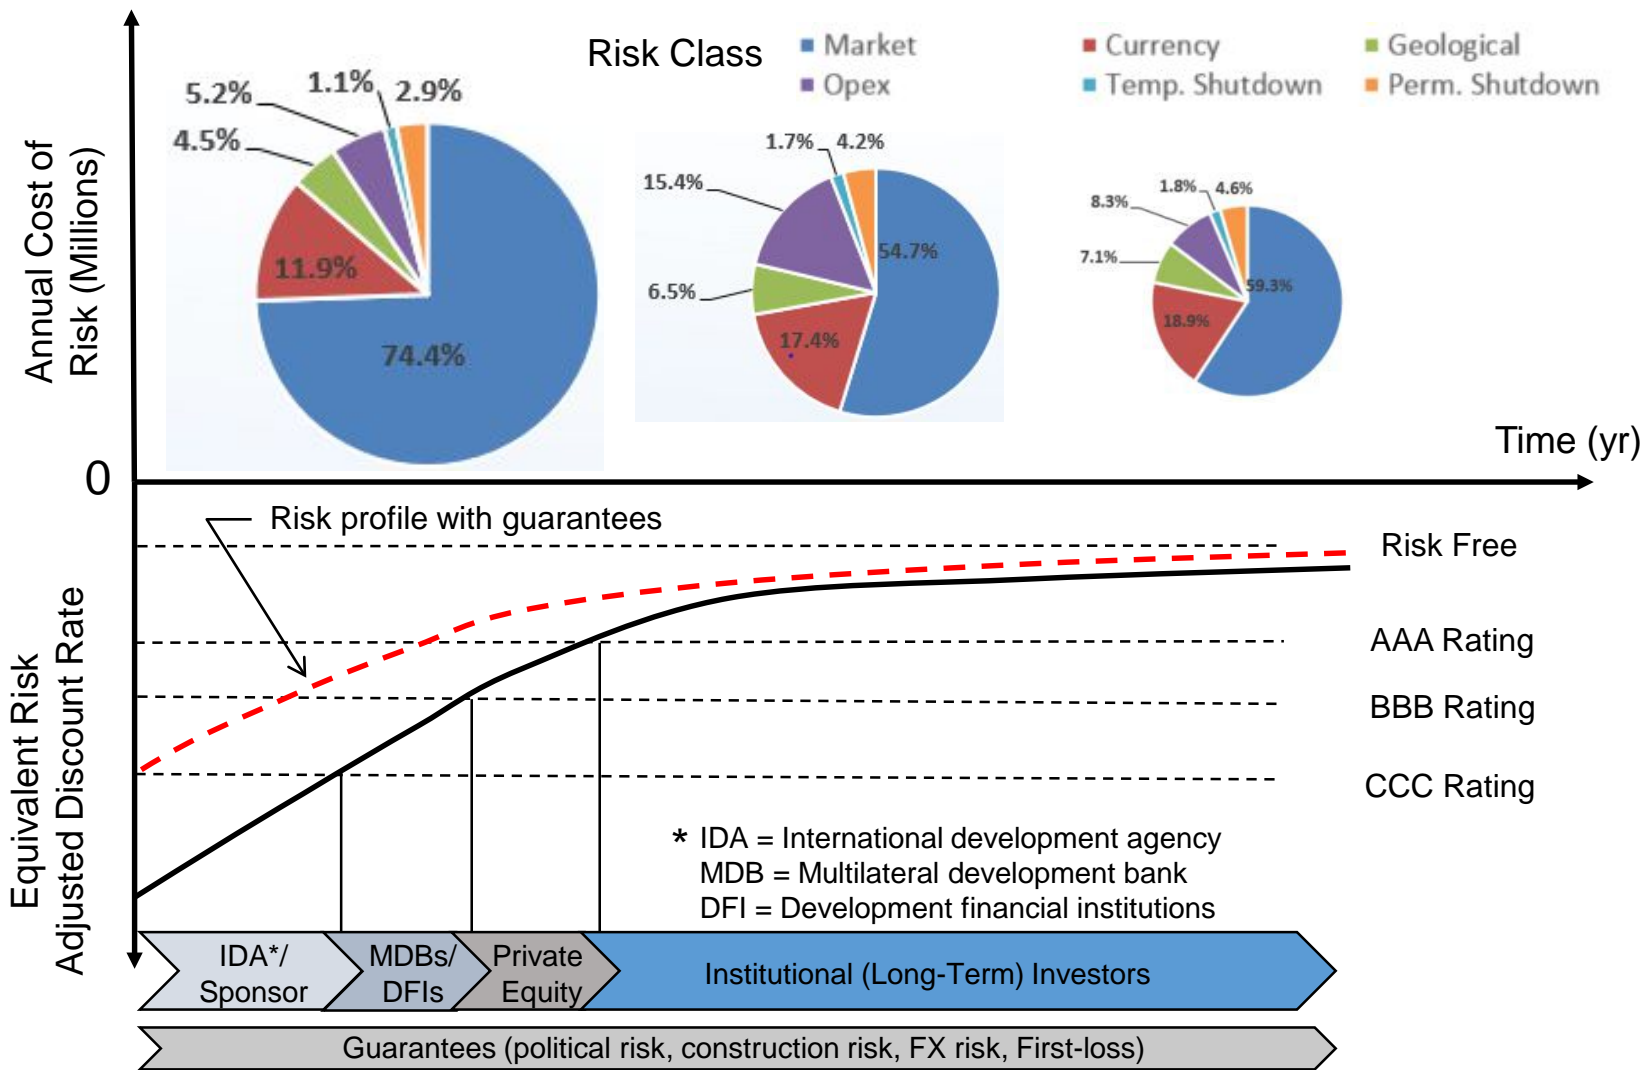 Annual Cost of
Risk (Millions)
Risk Class
Market
Currency
Geological
Opex
Temp. Shutdown
Perm. Shutdown
5.2%
1.1%
2.9%
4.5%
11.9%
74.4%
1.7%
4.2%
15.4%
54.7%
6.5%
17.4%
1.8%
4.6%
8.3%
7.1%
59.3%
18.9%
Time (yr)
0
Equivalent Risk
Adjusted Discount Rate
Risk profile with guarantees
Risk Free
AAA Rating
BBB Rating
CCC Rating
* IDA = International development agency
MDB = Multilateral development bank
DFI = Development financial institutions
IDA*/
Sponsor
MDBs/
DFIs
Private
Equity
Institutional (Long-Term) Investors
Guarantees (political risk, construction risk, FX risk, First-loss)